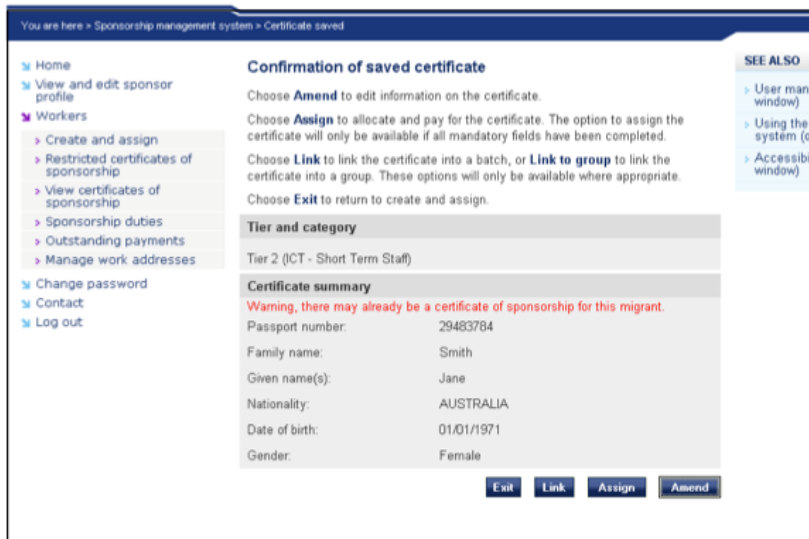 You are here > Sponsorship management system > Certificate saved
Home
View and edit sponsor
profile
Workers
Create and assign
Restricted certificates of
sponsorship
View certificates of
sponsorship
Sponsorship duties
Outstanding payments
Manage work addresses
Change password
Contact
Log out
Confirmation of saved certificate
Choose Amend to edit information on the certificate.
Choose Assign to allocate and pay for the certificate. The option to assign the
certificate will only be available if all mandatory fields have been completed.
Choose Link to link the certificate into a batch, or Link to group to link the
certificate into a group. These options will only be available where appropriate.
Choose Exit to return to create and assign.
Tier and category
Tier 2 (ICT - Short Term Staff)
Certificate summary
Warning, there may already be a certificate of sponsorship for this migrant.
Passport number: 29483784
Family name: Smith
Given name(s): Jane
Nationality: AUSTRALIA
Date of birth: 01/01/1971
Gender: Female
Exit Link Assign Amend
SEE ALSO
User man
window)
Using the
system (o
Accessibi
window)